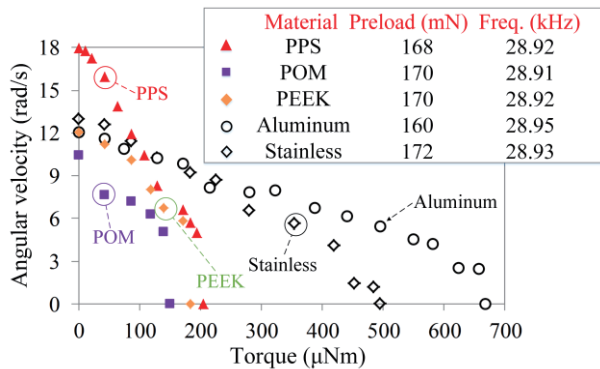 Material Preload (mN) Freq. (kHz)
PPS 168 28.92
POM 170 28.91
PEEK 170 28.92
Aluminum 160 28.95
Stainless 172 28.93
Angular velocity (rad/s)
18
15
12
9
6
3
0
PPS
POM
PEEK
Stainless
Aluminum
0 100 200 300 400 500 600 700
Torque (μNm)